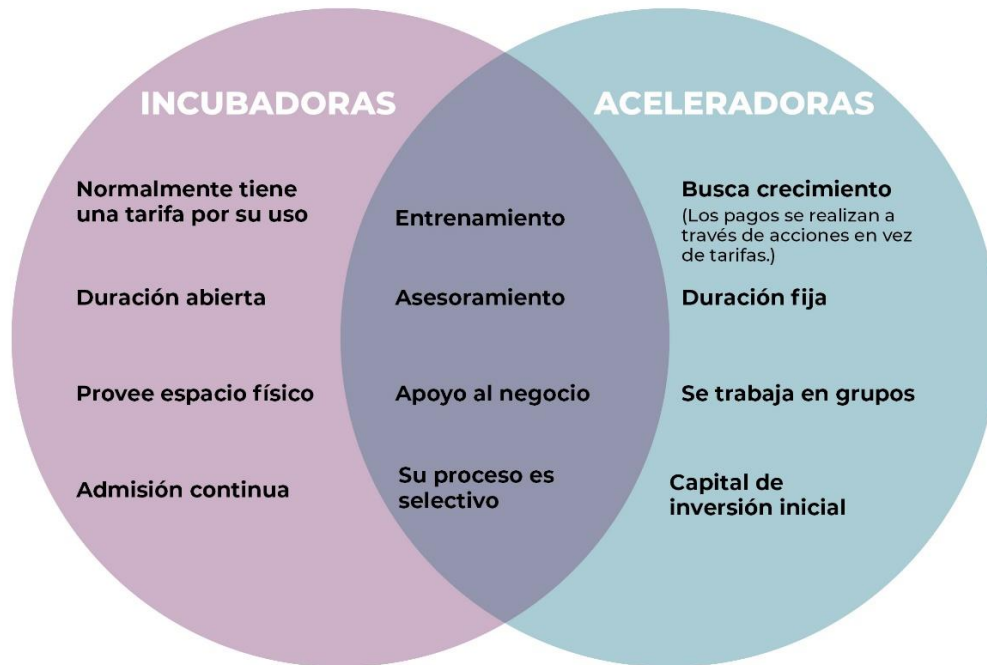 INCUBADORAS
Normalmente tiene
una tarifa por su uso
Duración abierta
Provee espacio físico
Admisión continua
Entrenamiento
Asesoramiento
Apoyo al negocio
Su proceso es
selectivo
ACELERADORAS
Busca crecimiento
(Los pagos se realizan a
través de acciones en vez
de tarifas.)
Duración fija
Se trabaja en grupos
Capital de
inversión inicial